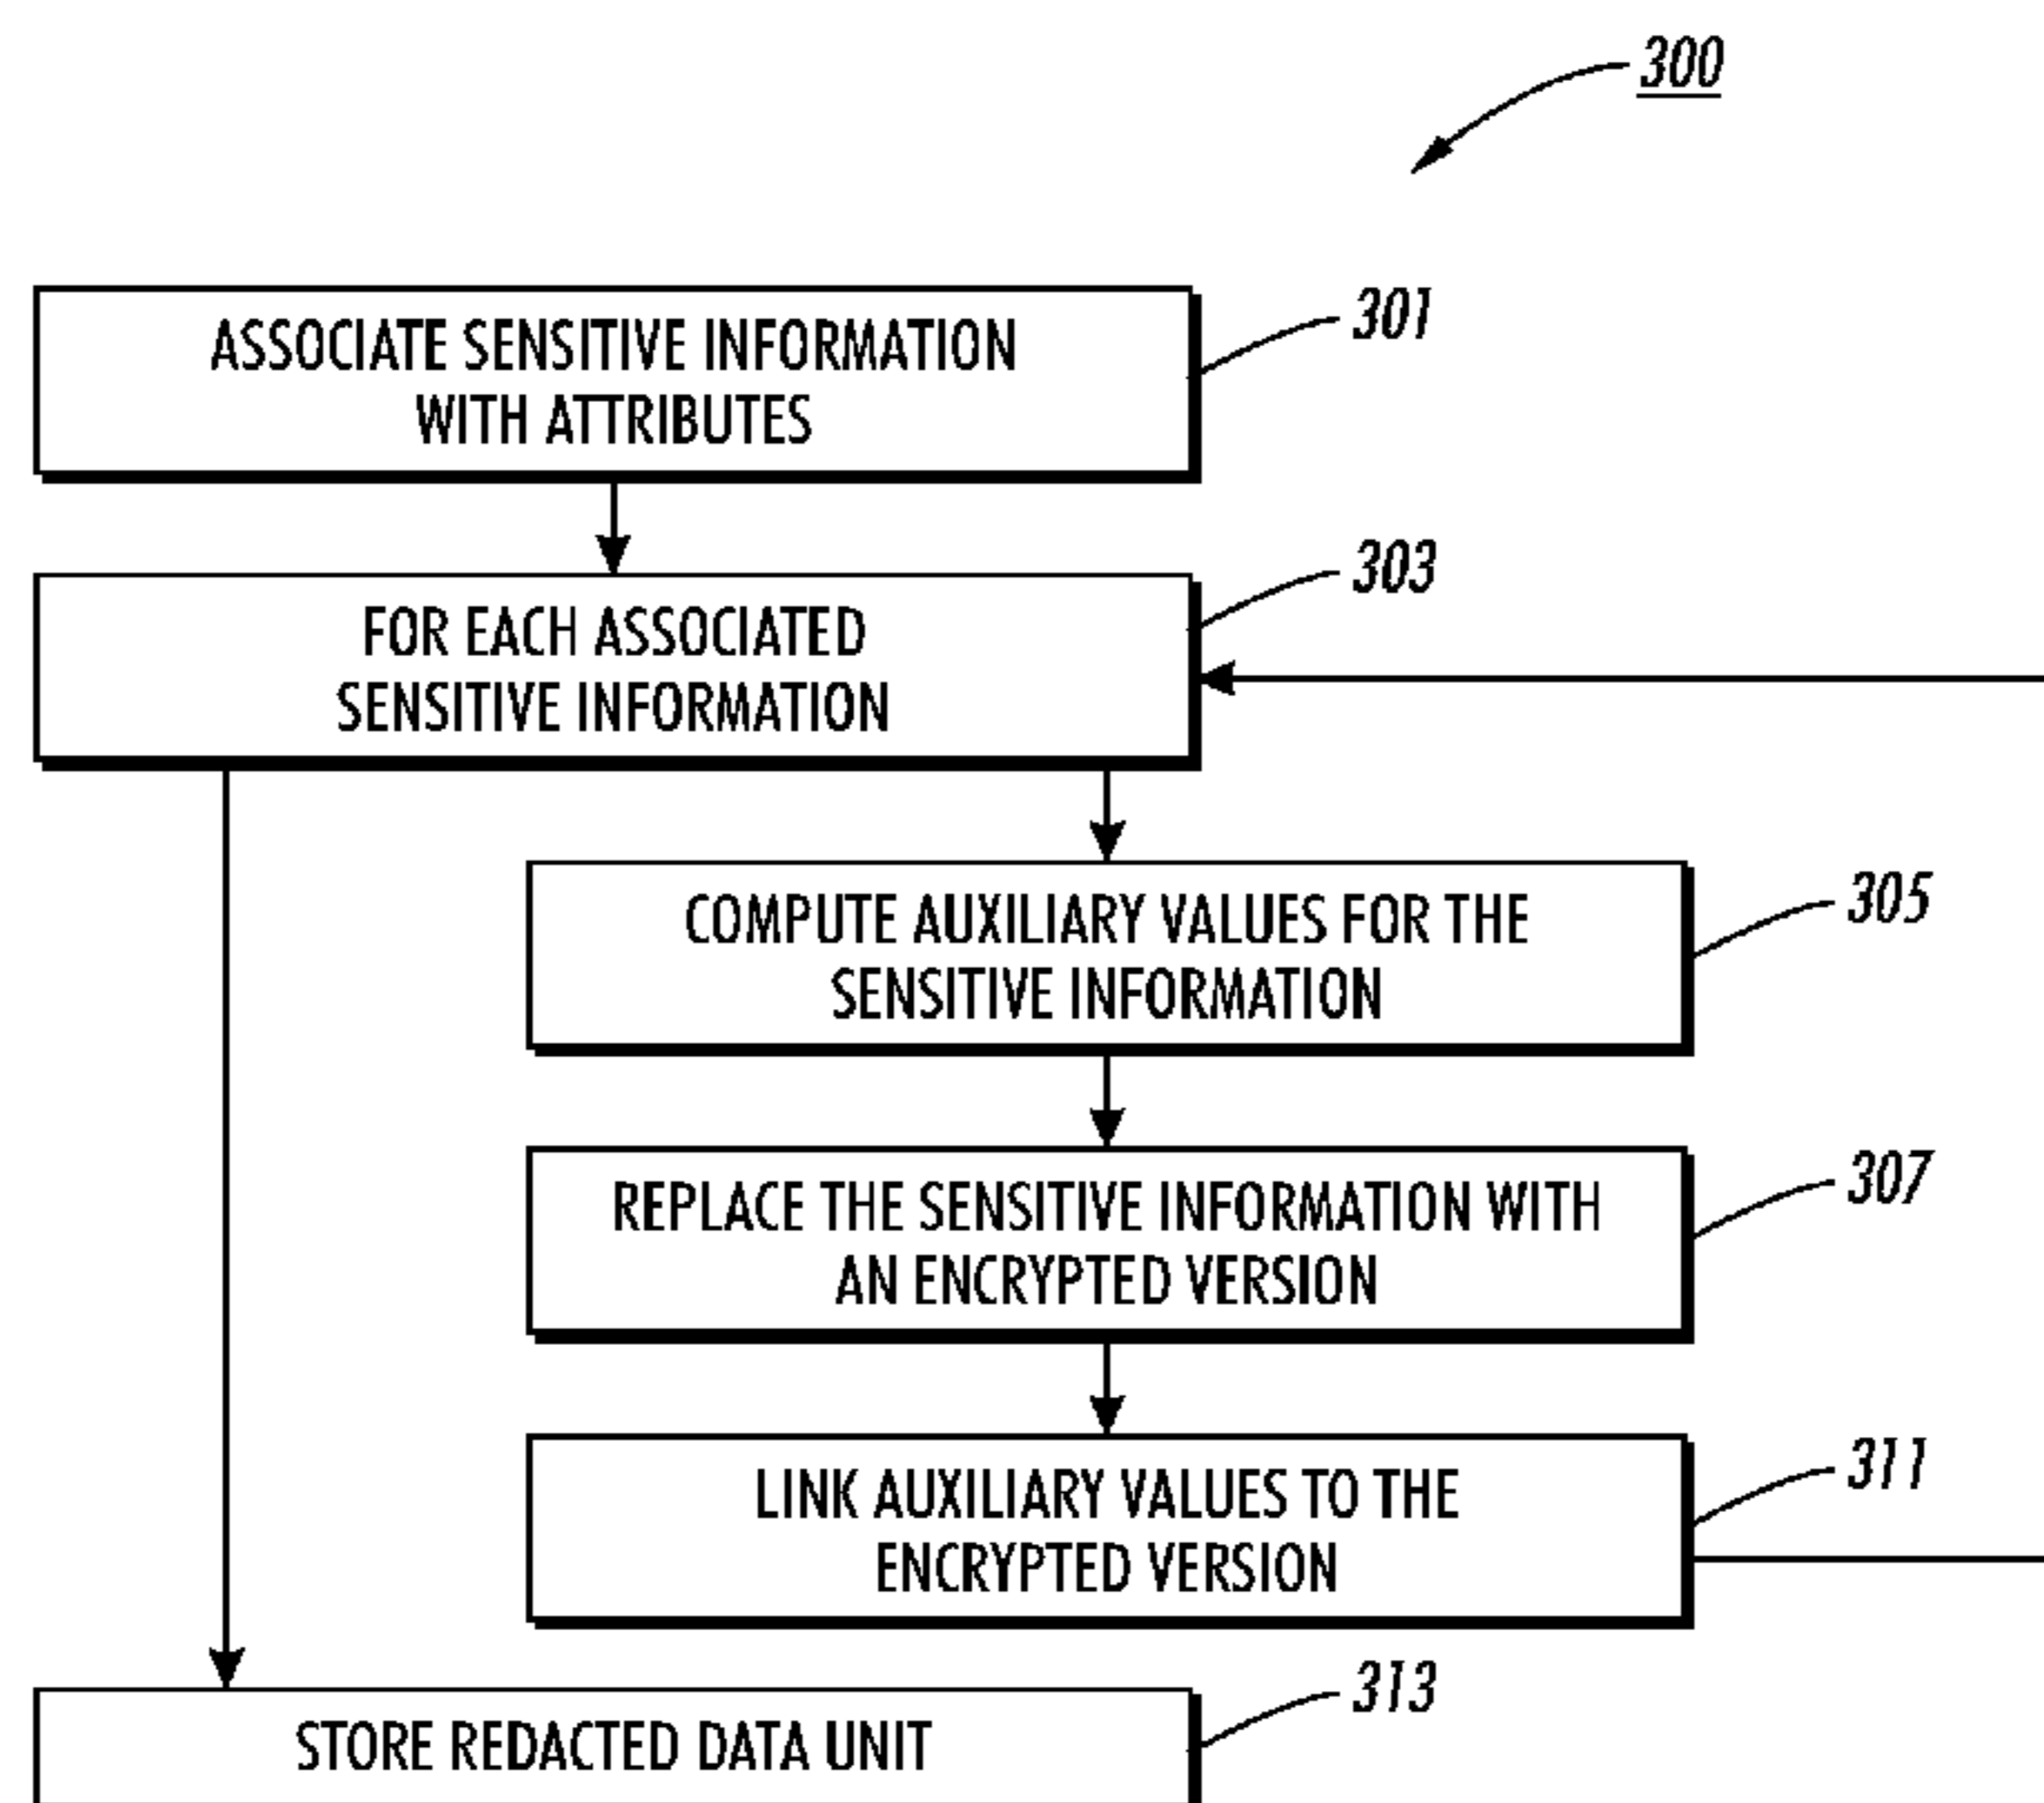 300
ASSOCIATE SENSITIVE INFORMATION
WITH ATTRIBUTES
301
FOR EACH ASSOCIATED
SENSITIVE INFORMATION
303
COMPUTE AUXILIARY VALUES FOR THE
SENSITIVE INFORMATION
305
REPLACE THE SENSITIVE INFORMATION WITH
AN ENCRYPTED VERSION
307
LINK AUXILIARY VALUES TO THE
ENCRYPTED VERSION
311
STORE REDACTED DATA UNIT
313